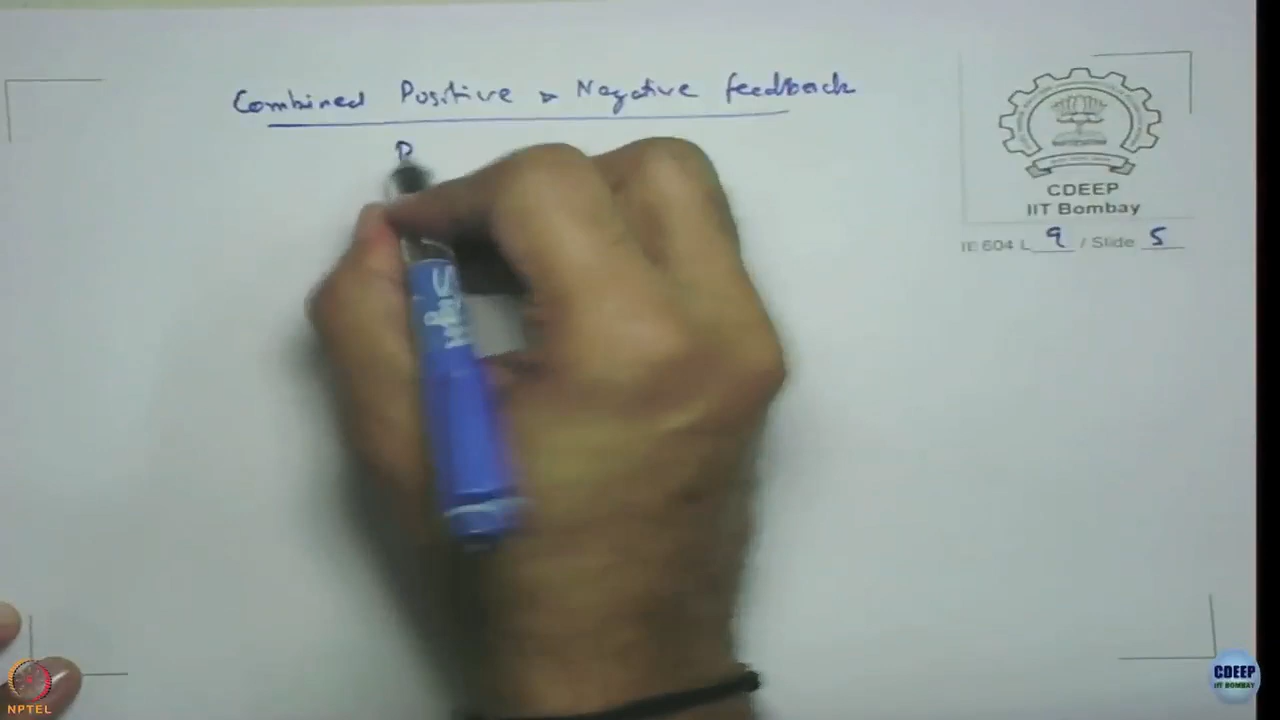 Combined Positive & Negative feedback
CDEEP
IIT Bombay
IE 604 L 9 / Slide 5
NPTEL
CDEEP
IIT BOMBAY